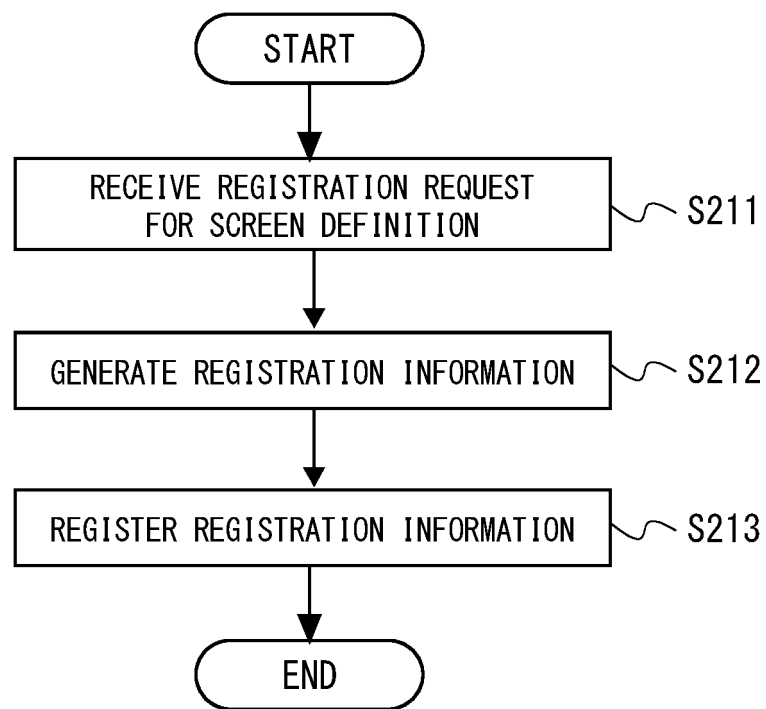 START
RECEIVE REGISTRATION REQUEST
FOR SCREEN DEFINITION
S211
GENERATE REGISTRATION INFORMATION
S212
REGISTER REGISTRATION INFORMATION
S213
END